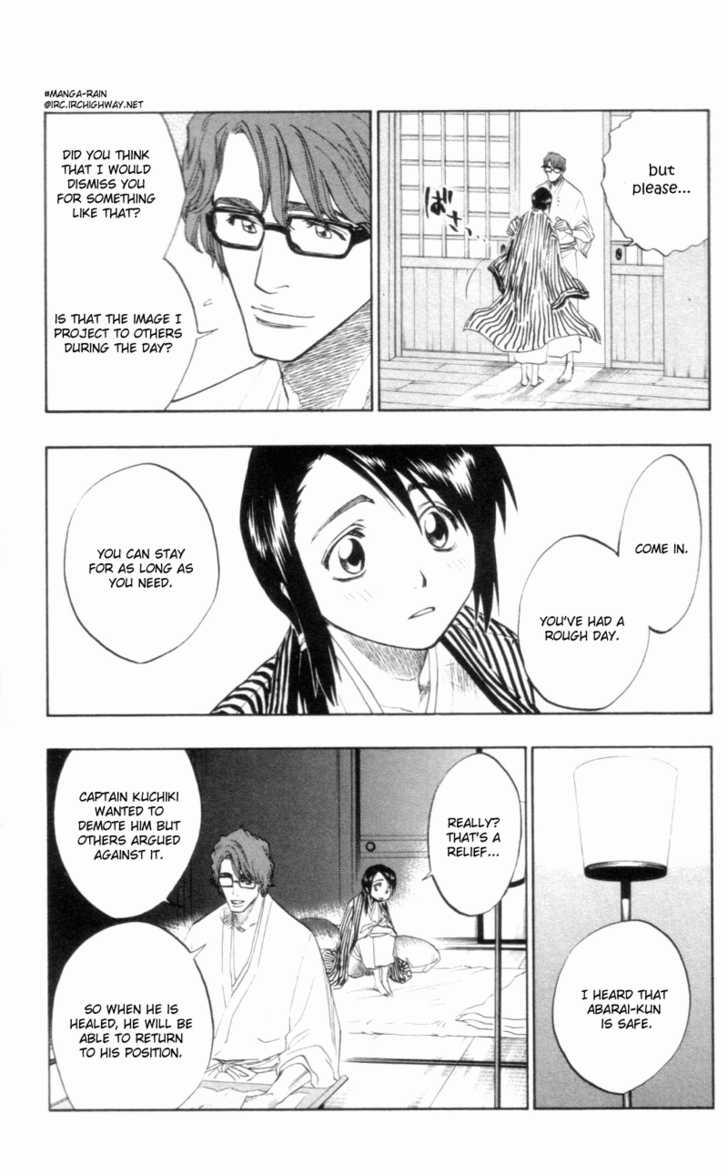 #MANGA-RAIN
@IRC.IRCHIGHWAY.NET
but
please...
ばさ
DID YOU THINK
THAT I WOULD
DISMISS YOU
FOR SOMETHING
LIKE THAT?
IS THAT THE IMAGE I
PROJECT TO OTHERS
DURING THE DAY?
COME IN.
YOU'VE HAD A
ROUGH DAY.
YOU CAN STAY
FOR AS LONG AS
YOU NEED.
I HEARD THAT
ABARAI-KUN
IS SAFE.
REALLY?
THAT'S A
RELIEF...
CAPTAIN KUCHIKI
WANTED TO
DEMOTE HIM BUT
OTHERS ARGUED
AGAINST IT.
SO WHEN HE IS
HEALED, HE WILL BE
ABLE TO RETURN
TO HIS POSITION.